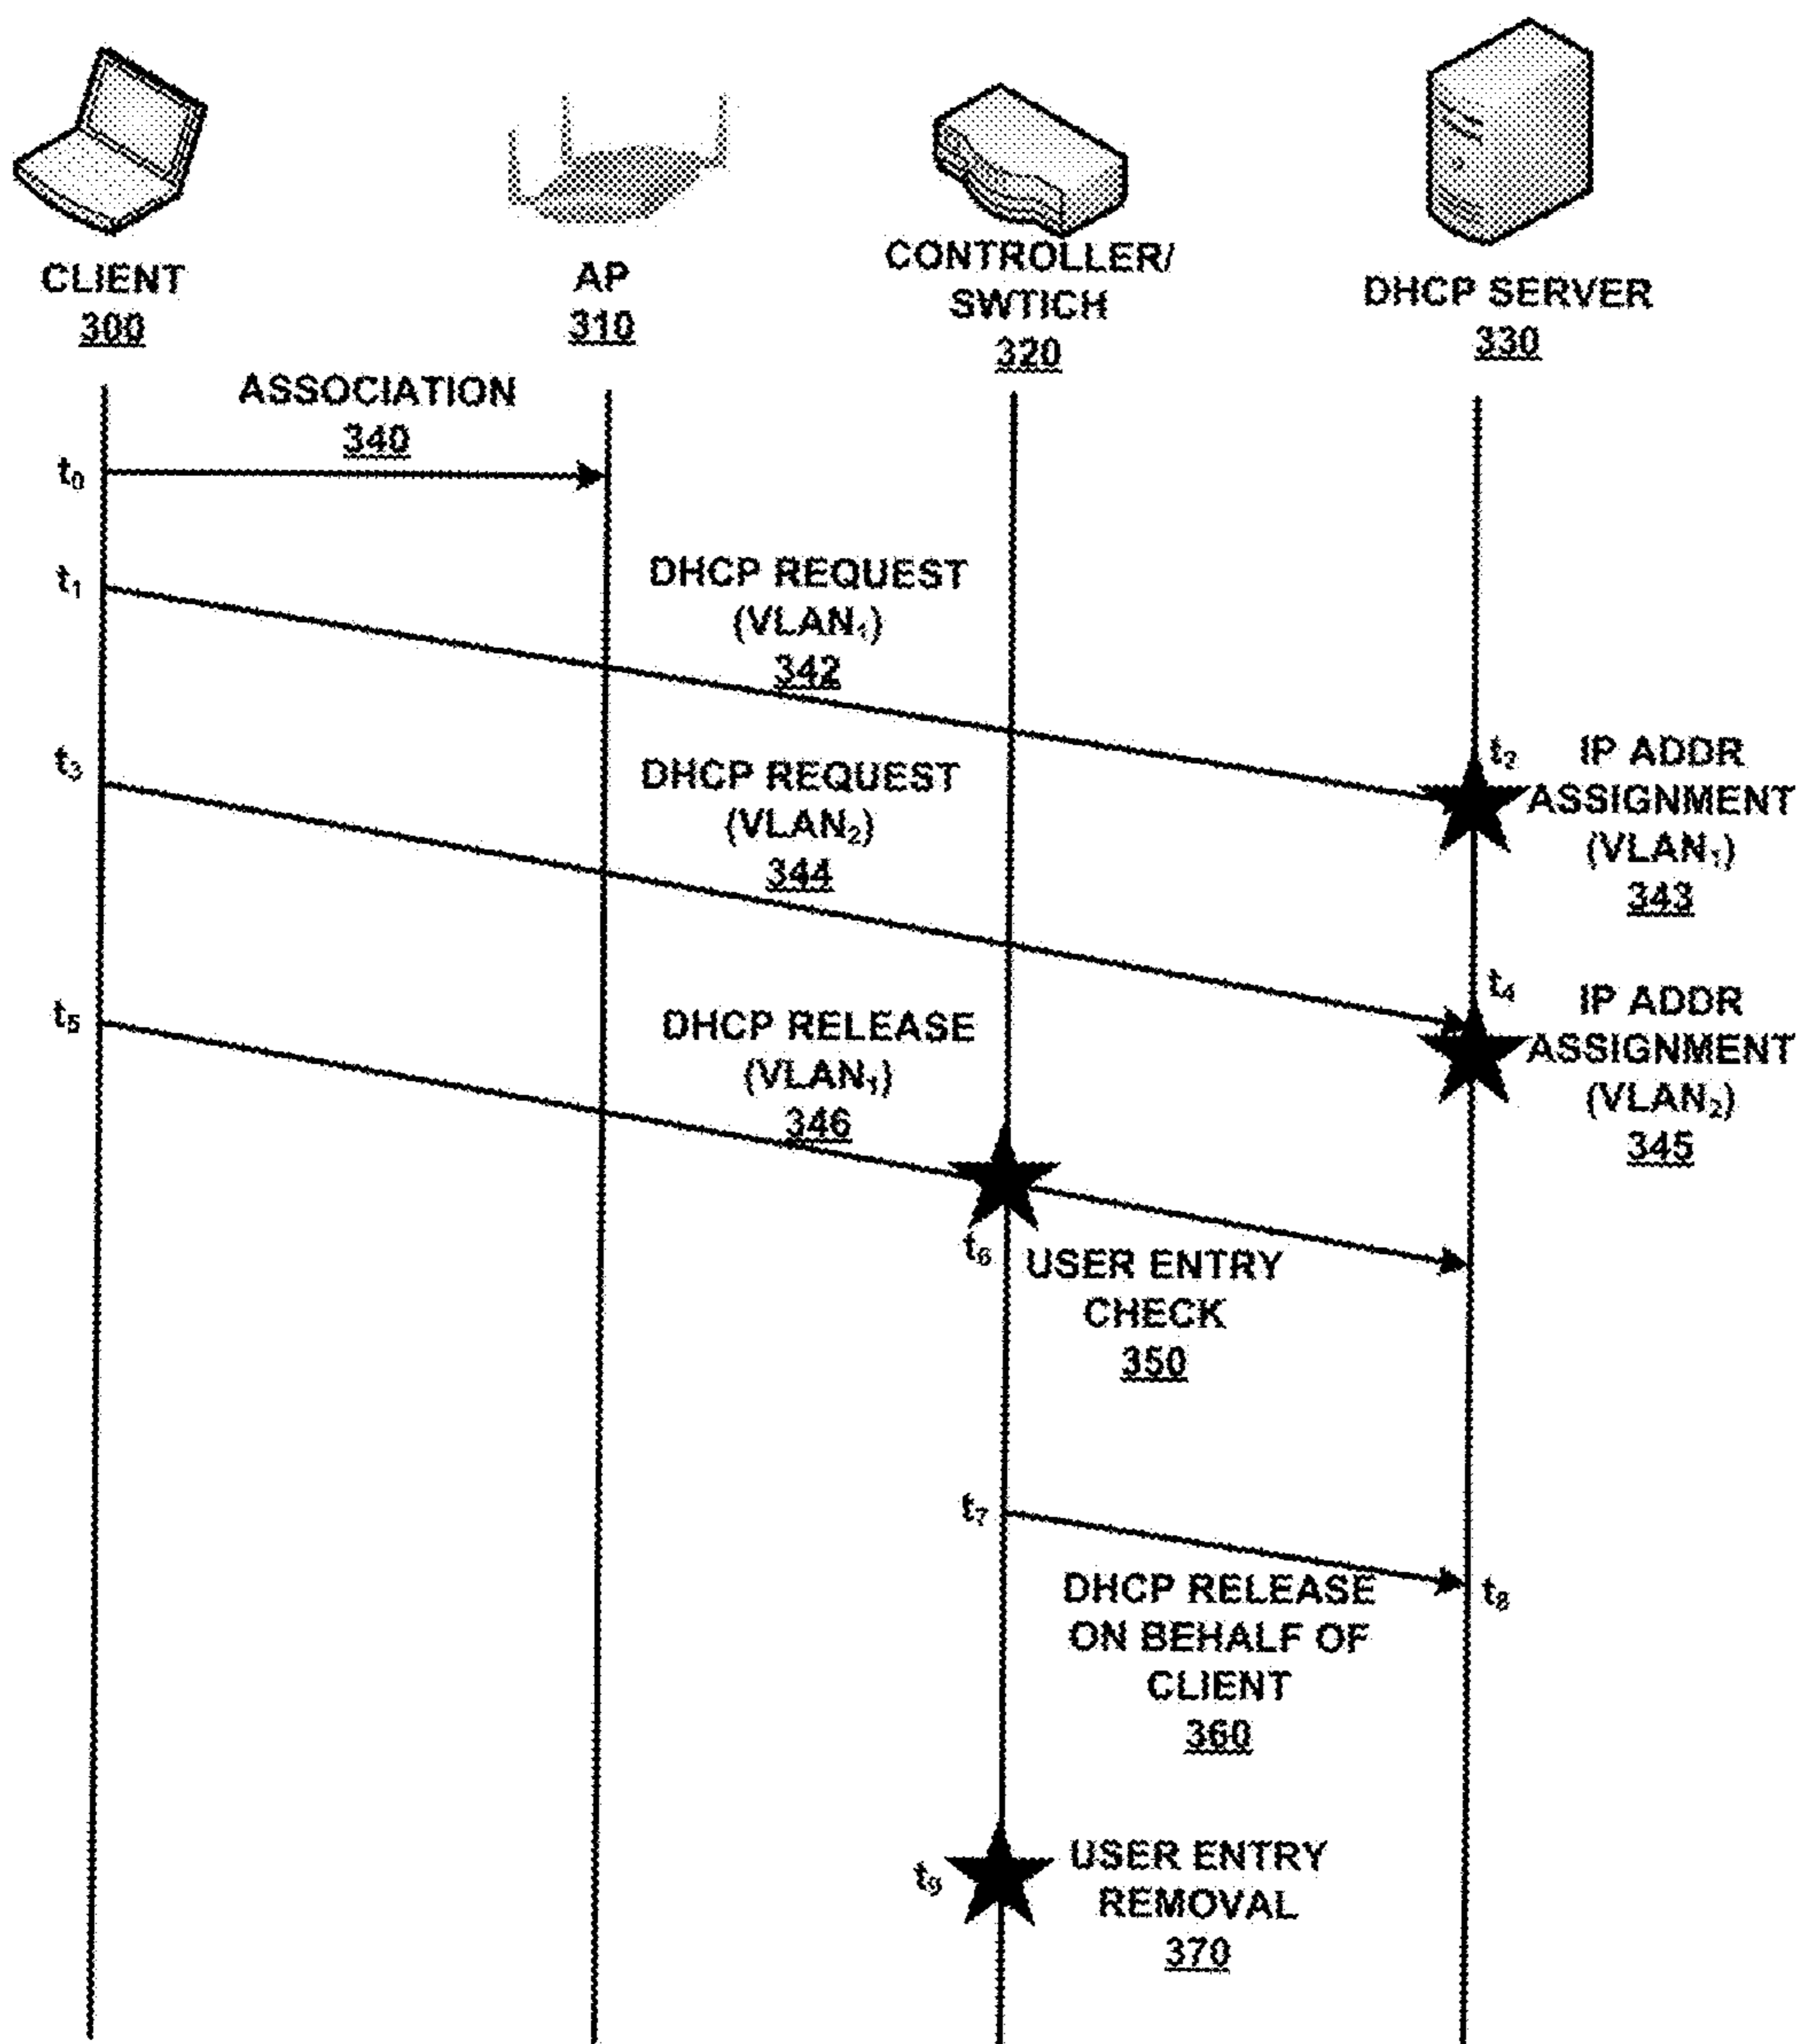 CLIENT
300
AP
310
CONTROLLER/
SWTICH
320
DHCP SERVER
330
ASSOCIATION
340
t₀
t₁
DHCP REQUEST
(VLAN₁)
342
t₂
IP ADDR
ASSIGNMENT
(VLAN₁)
343
t₃
DHCP REQUEST
(VLAN₂)
344
t₄
IP ADDR
ASSIGNMENT
(VLAN₂)
345
t₅
DHCP RELEASE
(VLAN₁)
346
t₆
USER ENTRY
CHECK
350
t₇
DHCP RELEASE
ON BEHALF OF
CLIENT
360
t₈
t₉
USER ENTRY
REMOVAL
370